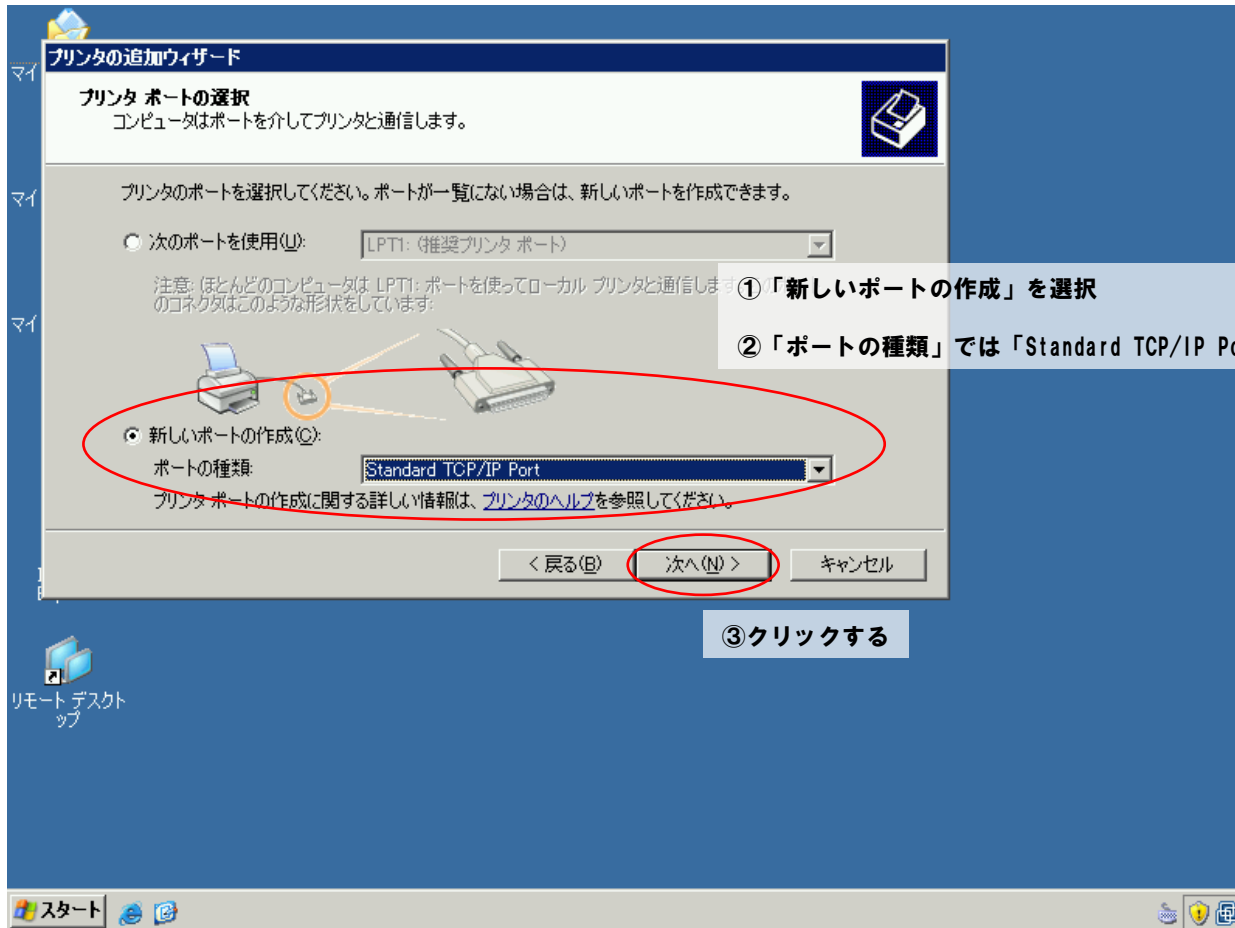 マイ
プリンタの追加ウィザード
プリンタ ポートの選択
コンピュータはポートを介してプリンタと通信します。
マイ
プリンタのポートを選択してください。ポートが一覧にない場合は、新しいポートを作成できます。
次のポートを使用(U):
LPT1: (推奨プリンタ ポート)
注意: ほとんどのコンピュータは LPT1: ポートを使ってローカル プリンタと通信しま
のコネクタはこのような形状をしています:
①「新しいポートの作成」を選択
マイ
②「ポートの種類」では「Standard TCP/IP Po
新しいポートの作成(C):
ポートの種類:
Standard TCP/IP Port
プリンタ ポートの作成に関する詳しい情報は、プリンタのヘルプを参照してください。
< 戻る(B)
次へ(N) >
キャンセル
③クリックする
リモート デスクト
ップ
スタート